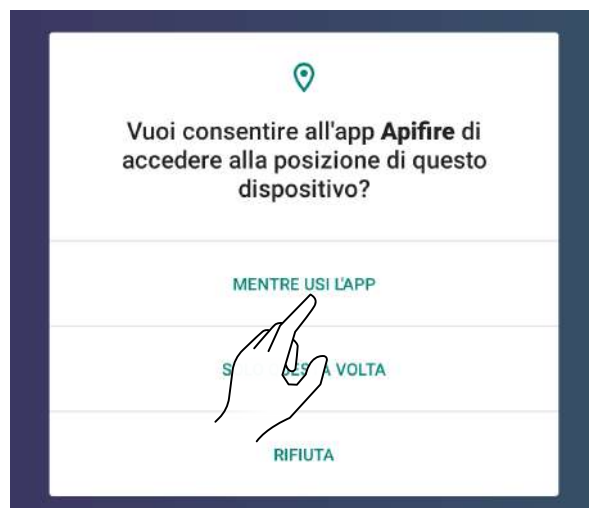 Vuoi consentire all'app Apifire di
accedere alla posizione di questo
dispositivo?
MENTRE USI L'APP
VOLTA
RIFIUTA